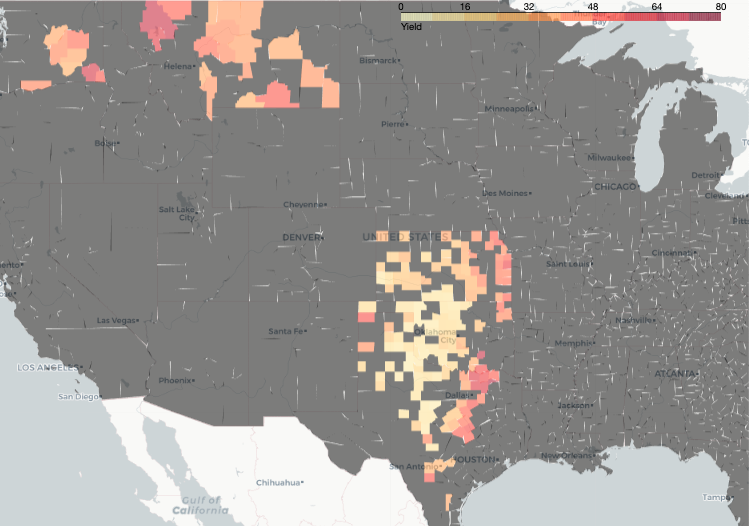 0 16 32 48 64 80
Yield
Thunder
Bay
Helena
Bismarck
Minneapolis
Pierre
Boise
Milwaukee
Detroit
CHICAGO
Cleveland
Des Moines
Salt Lake
City
Cheyenne
DENVER
UNITED STATES
Cincinnati
Saint Louis
Las Vegas
Santa Fe
Oklahoma
City
Nashville
Memphis
LOS ANGELES
Phoenix
ATLANTA
San Diego
Dallas
Jackson
San Antonio
HOUSTON
New Orleans
Chihuahua
Tampa
Gulf of
California